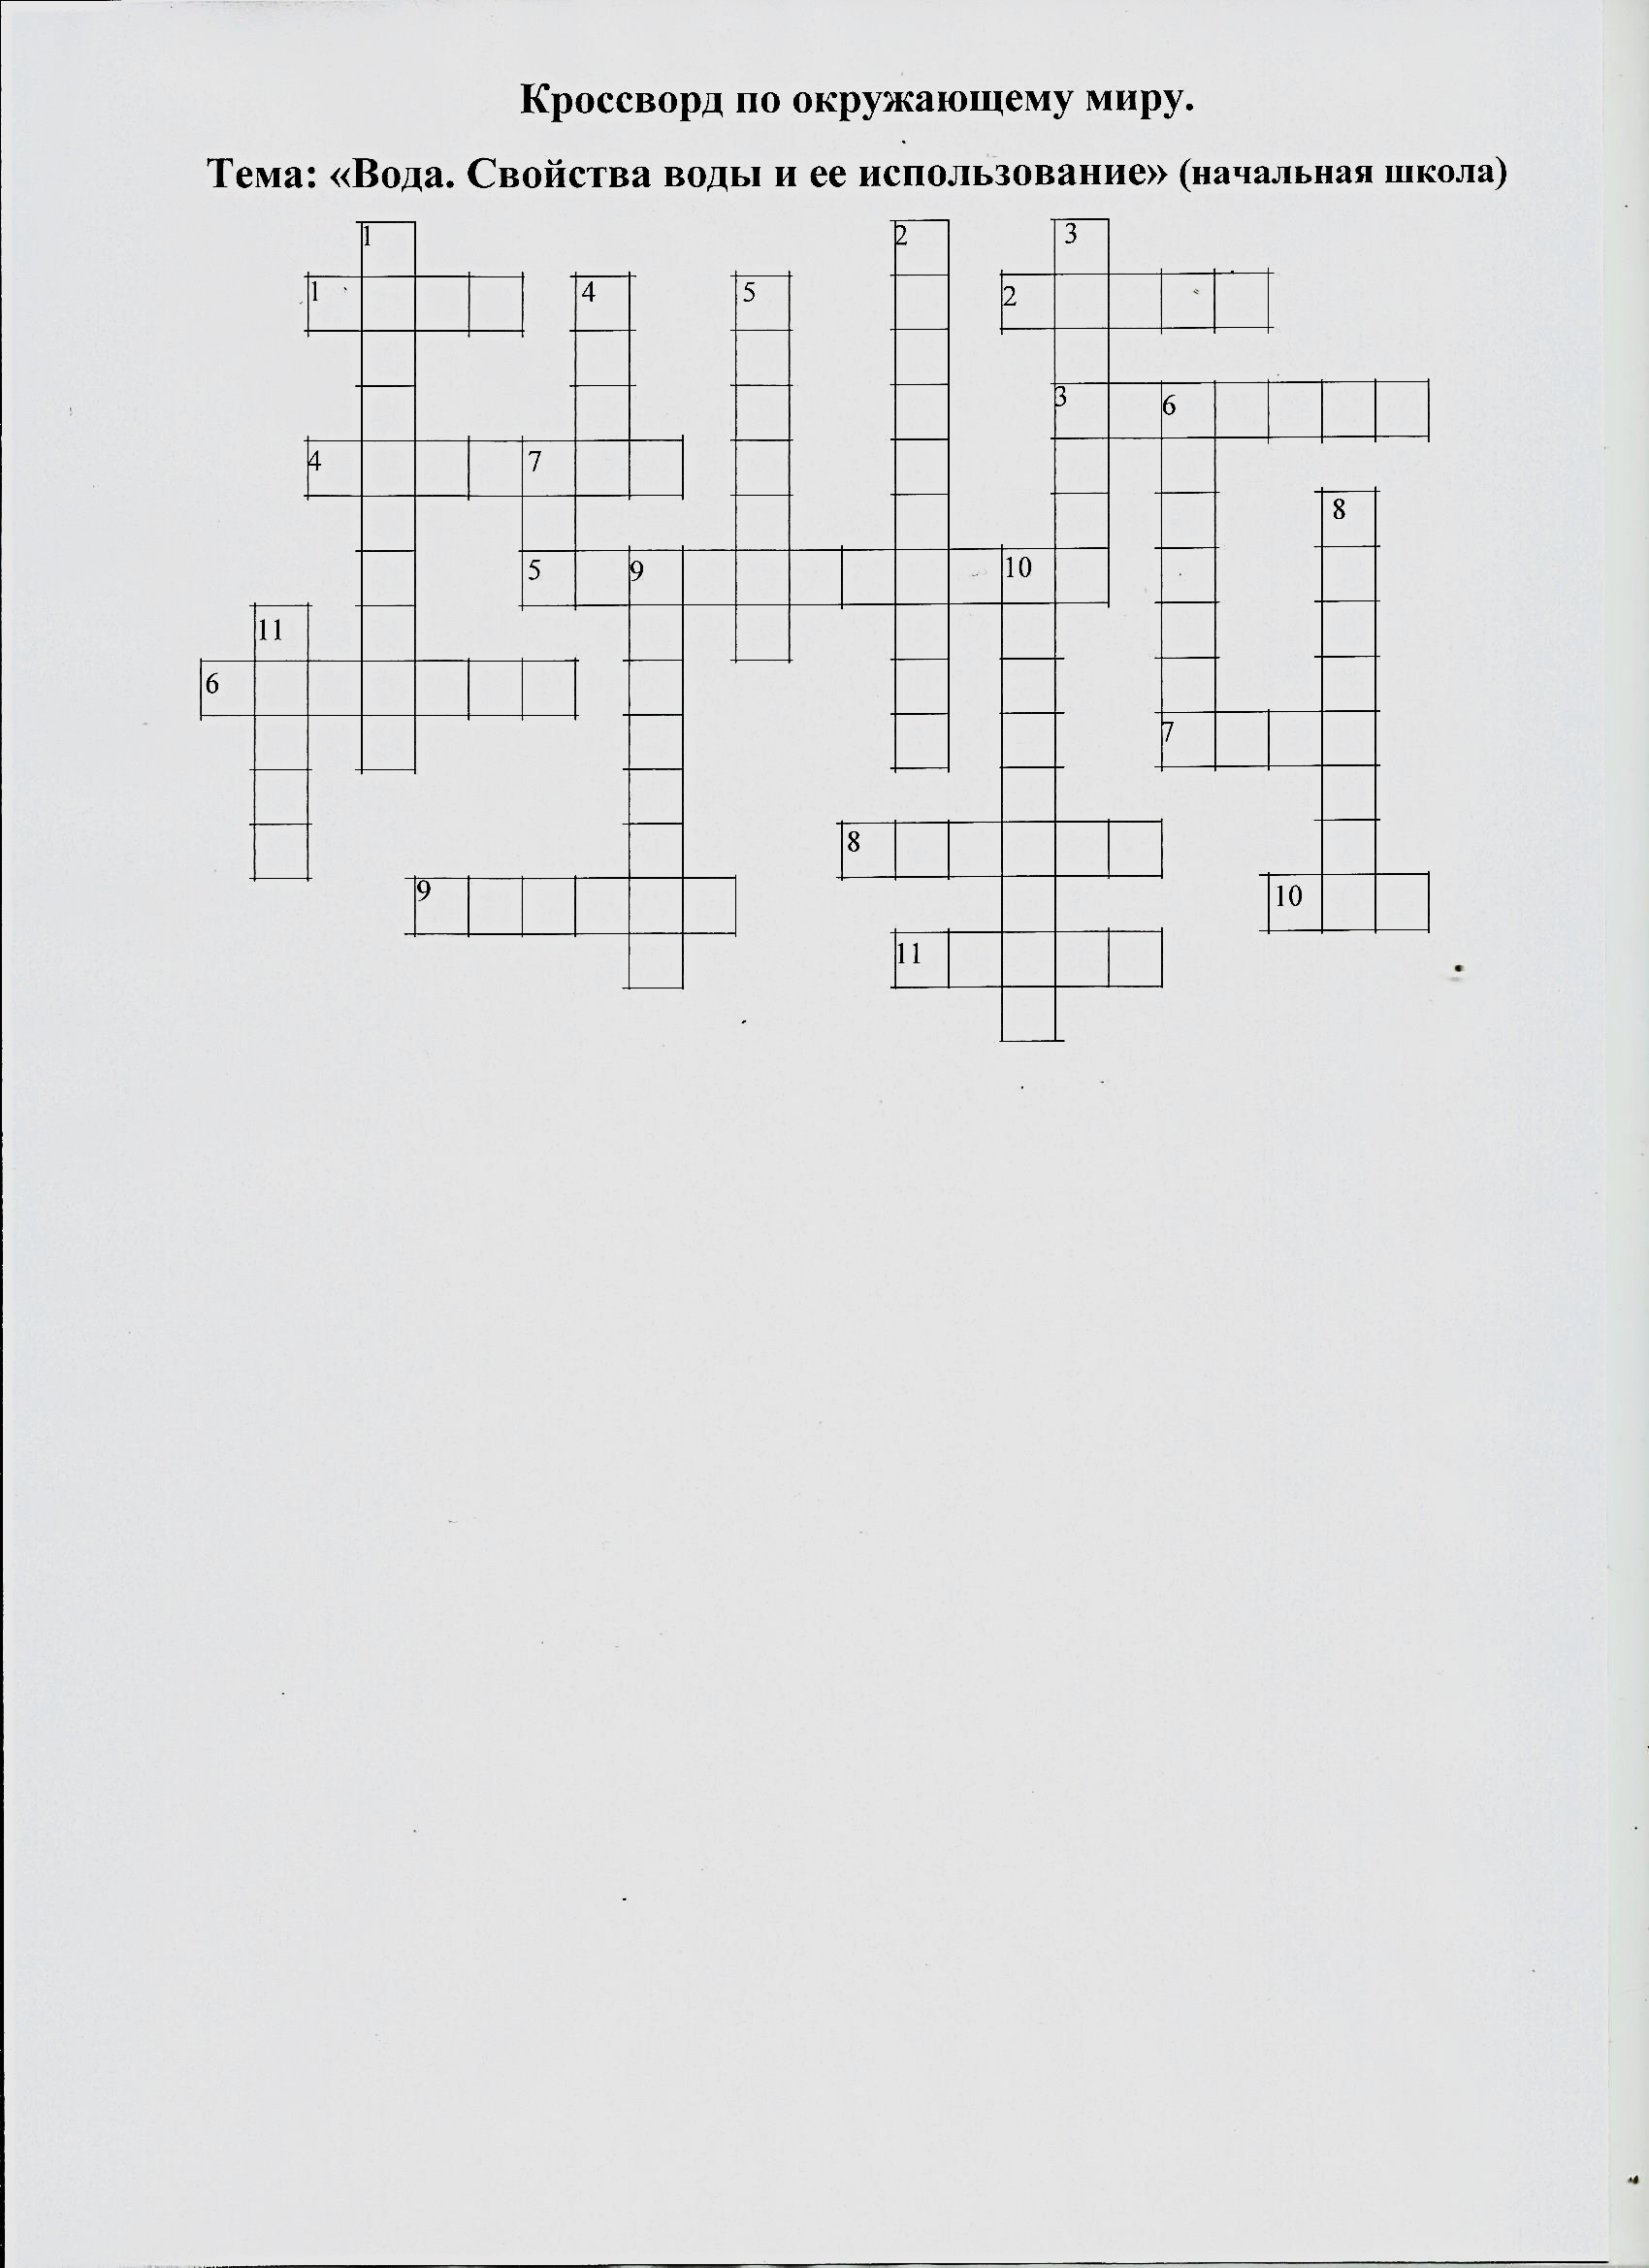 Кроссворд по окружающему миру.
Тема: «Вода. Свойства воды и ее использование» (начальная школа)
1 2 3
1 4 5 2
3 6
4 7 8
5 9 10
11
6
7
8
9 10
11